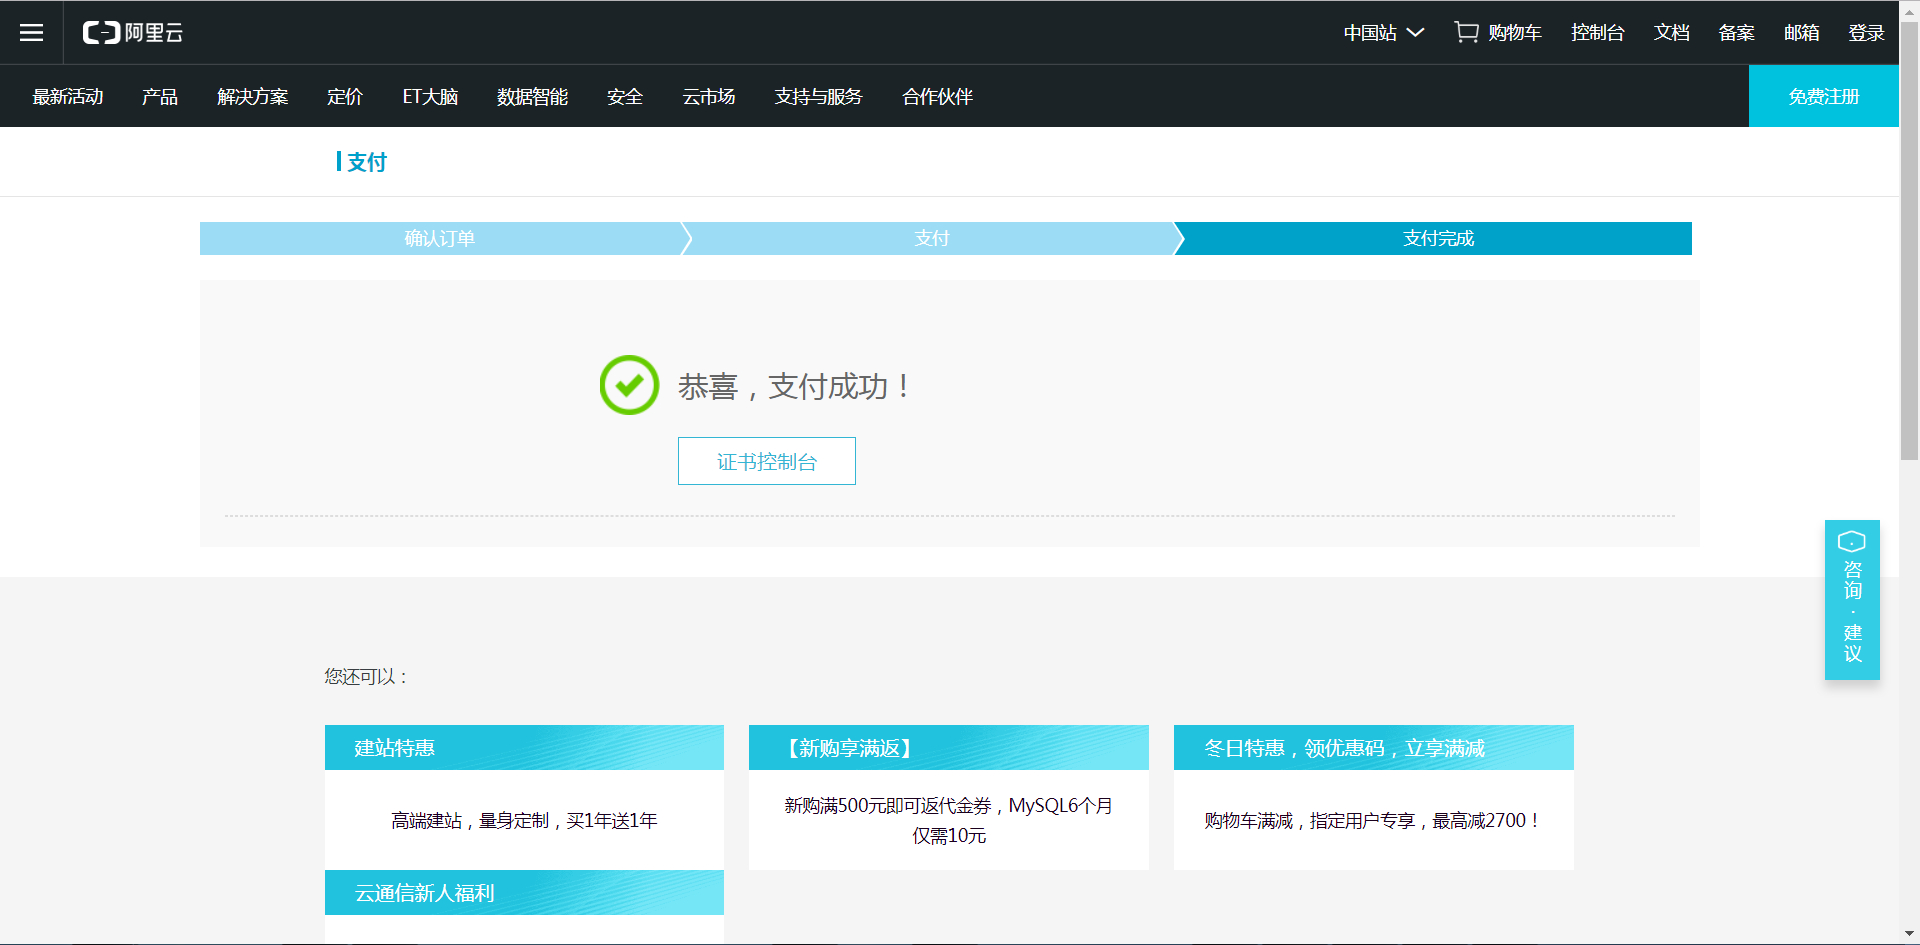 阿里云
中国站 购物车 控制台 文档 备案 邮箱 登录
最新活动 产品 解决方案 定价 ET大脑 数据智能 安全 云市场 支持与服务 合作伙伴 免费注册
支付
确认订单 支付 支付完成
恭喜，支付成功！
证书控制台
咨询·建议
您还可以：
建站特惠
高端建站，量身定制，买1年送1年
【新购享满返】
新购满500元即可返代金券，MySQL6个月
仅需10元
冬日特惠，领优惠码，立享满减
购物车满减，指定用户专享，最高减2700！
云通信新人福利